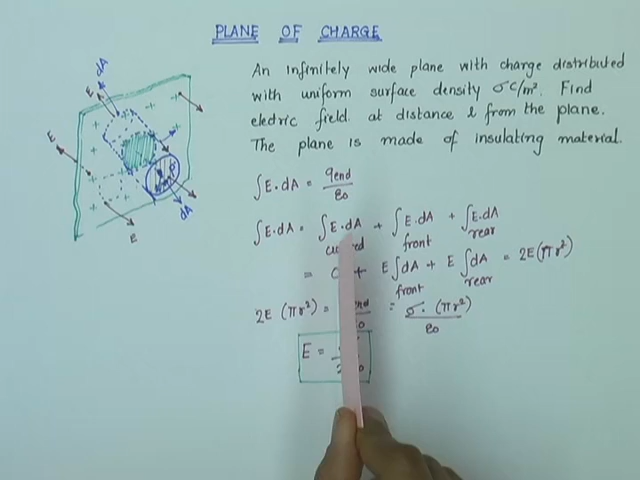 PLANE OF CHARGE
An infinitely wide plane with charge distributed
with uniform surface density σ c/m². Find
electric field at distance r from the plane.
The plane is made of insulating material.
∫E.dA = qend/ε0
∫E.dA = ∫E.dA + ∫E.dA + ∫E.dA
front rear
= + E∫dA + E∫dA = 2E(πr²)
front rear
2E (πr²) = = σ.(πr²)/ε0
E =
dA
E
E
E
dA